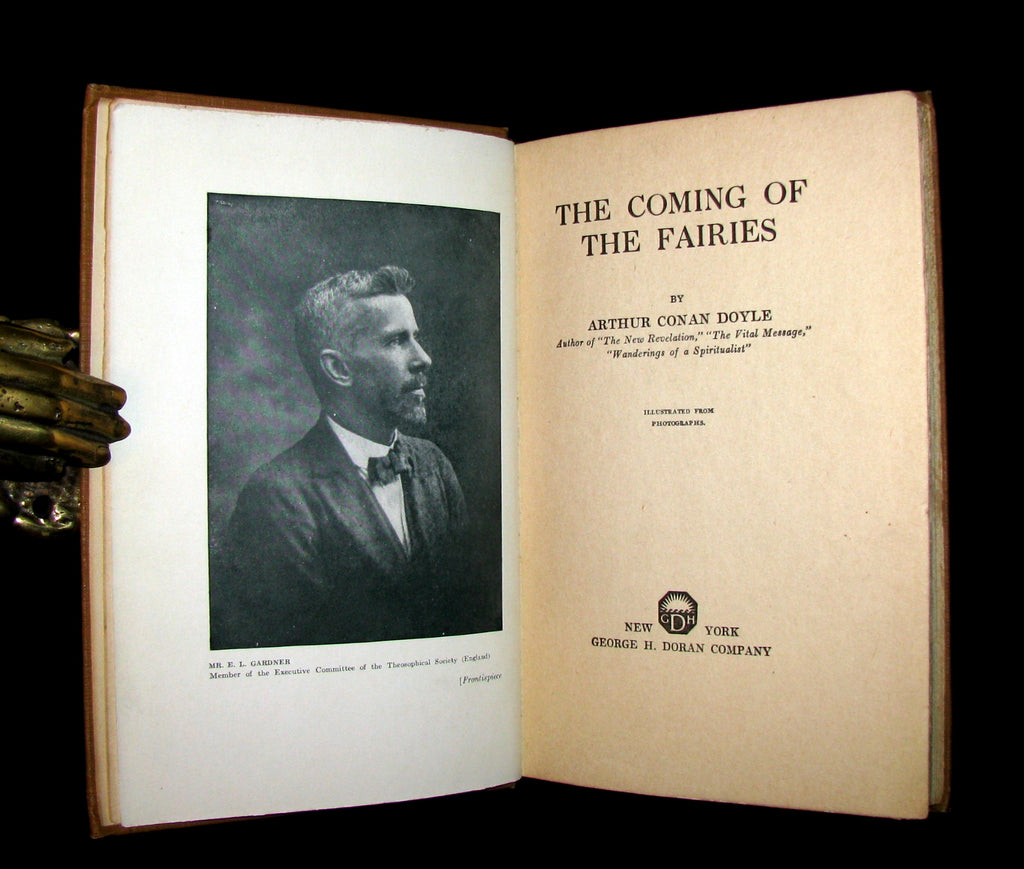 MR. E. L. GARDNER
Member of the Executive Committee of the Theosophical Society (England)
[Frontispiece
THE COMING OF
THE FAIRIES
BY
ARTHUR CONAN DOYLE
Author of "The New Revelation," "The Vital Message,"
"Wanderings of a Spiritualist"
ILLUSTRATED FROM
PHOTOGRAPHS.
GDH
NEW YORK
GEORGE H. DORAN COMPANY